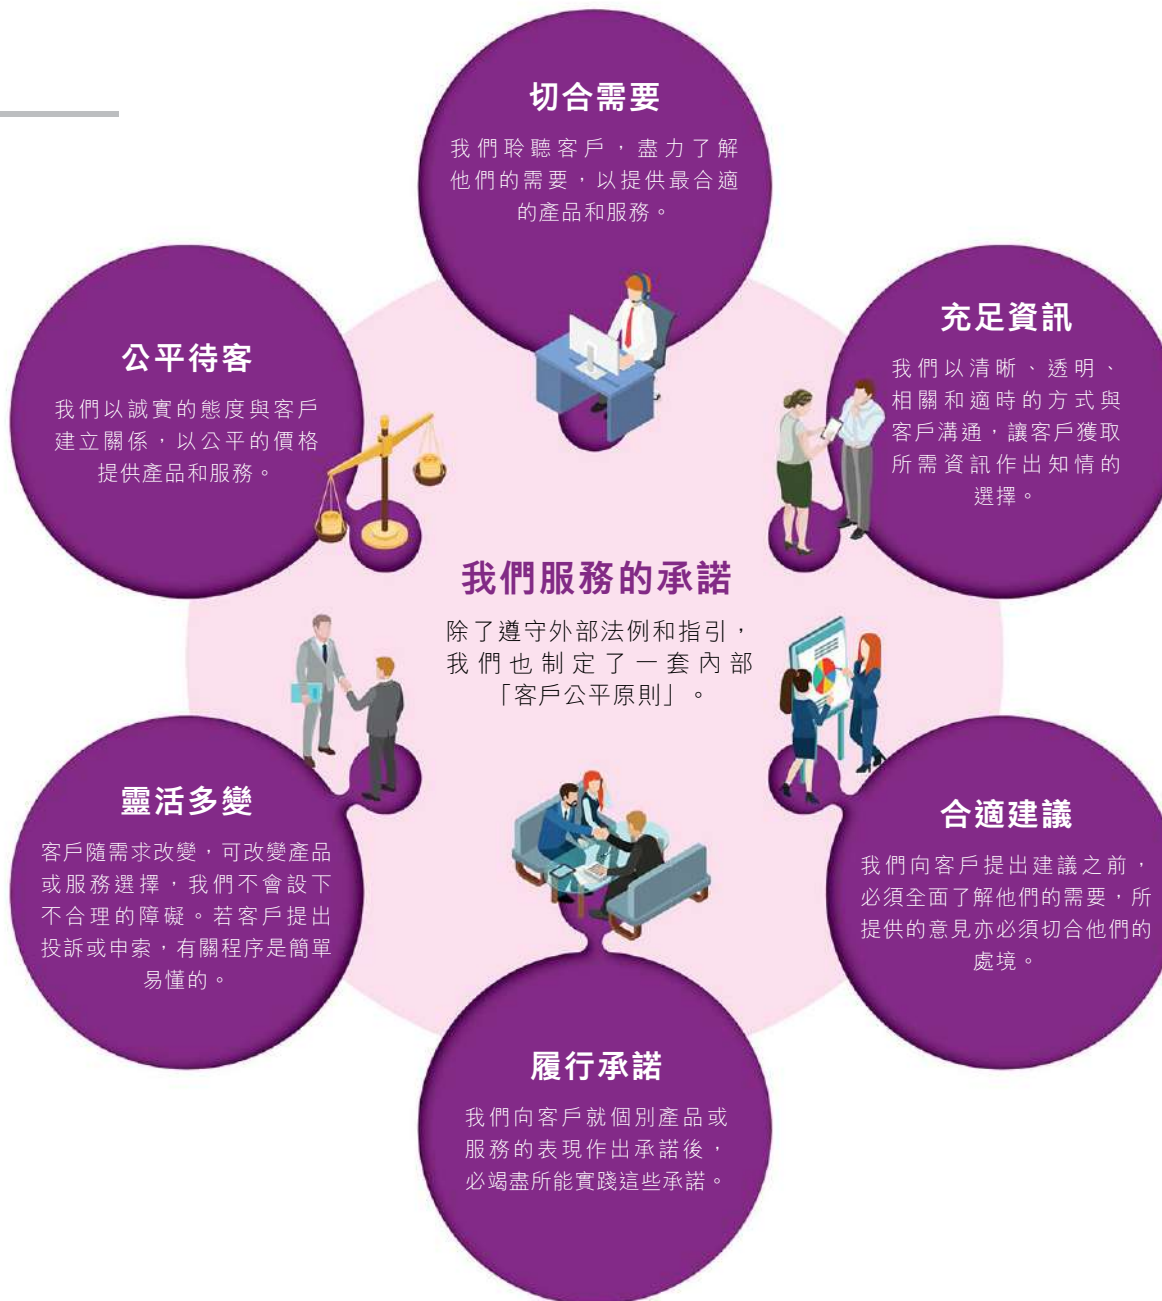 切合需要
我們聆聽客戶，盡力了解
他們的需要，以提供最合適
的產品和服務。
充足資訊
我們以清晰、透明、
相關和適時的方式與
客戶溝通，讓客戶獲取
所需資訊作出知情的
選擇。
公平待客
我們以誠實的態度與客戶
建立關係，以公平的價格
提供產品和服務。
我們服務的承諾
除了遵守外部法例和指引，
我們也制定了一套內部
「客戶公平原則」。
靈活多變
客戶隨需求改變，可改變產品
或服務選擇，我們不會設下
不合理的障礙。若客戶提出
投訴或申索，有關程序是簡單
易懂的。
合適建議
我們向客戶提出建議之前，
必須全面了解他們的需要，所
提供的意見亦必須切合他們的
處境。
履行承諾
我們向客戶就個別產品或
服務的表現作出承諾後，
必竭盡所能實踐這些承諾。